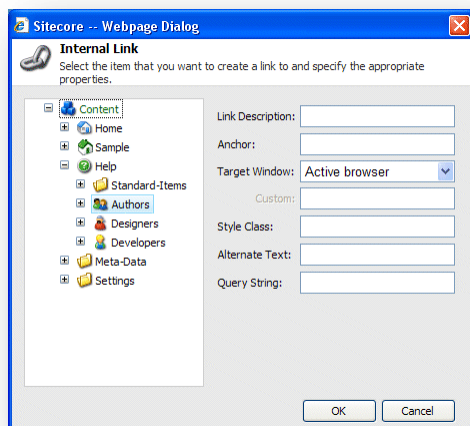 Sitecore -- Webpage Dialog
Internal Link
Select the item that you want to create a link to and specify the appropriate
properties.
Content
Home
Sample
Help
Standard-Items
Authors
Designers
Developers
Meta-Data
Settings
Link Description:
Anchor:
Target Window: Active browser
Custom:
Style Class:
Alternate Text:
Query String:
OK Cancel